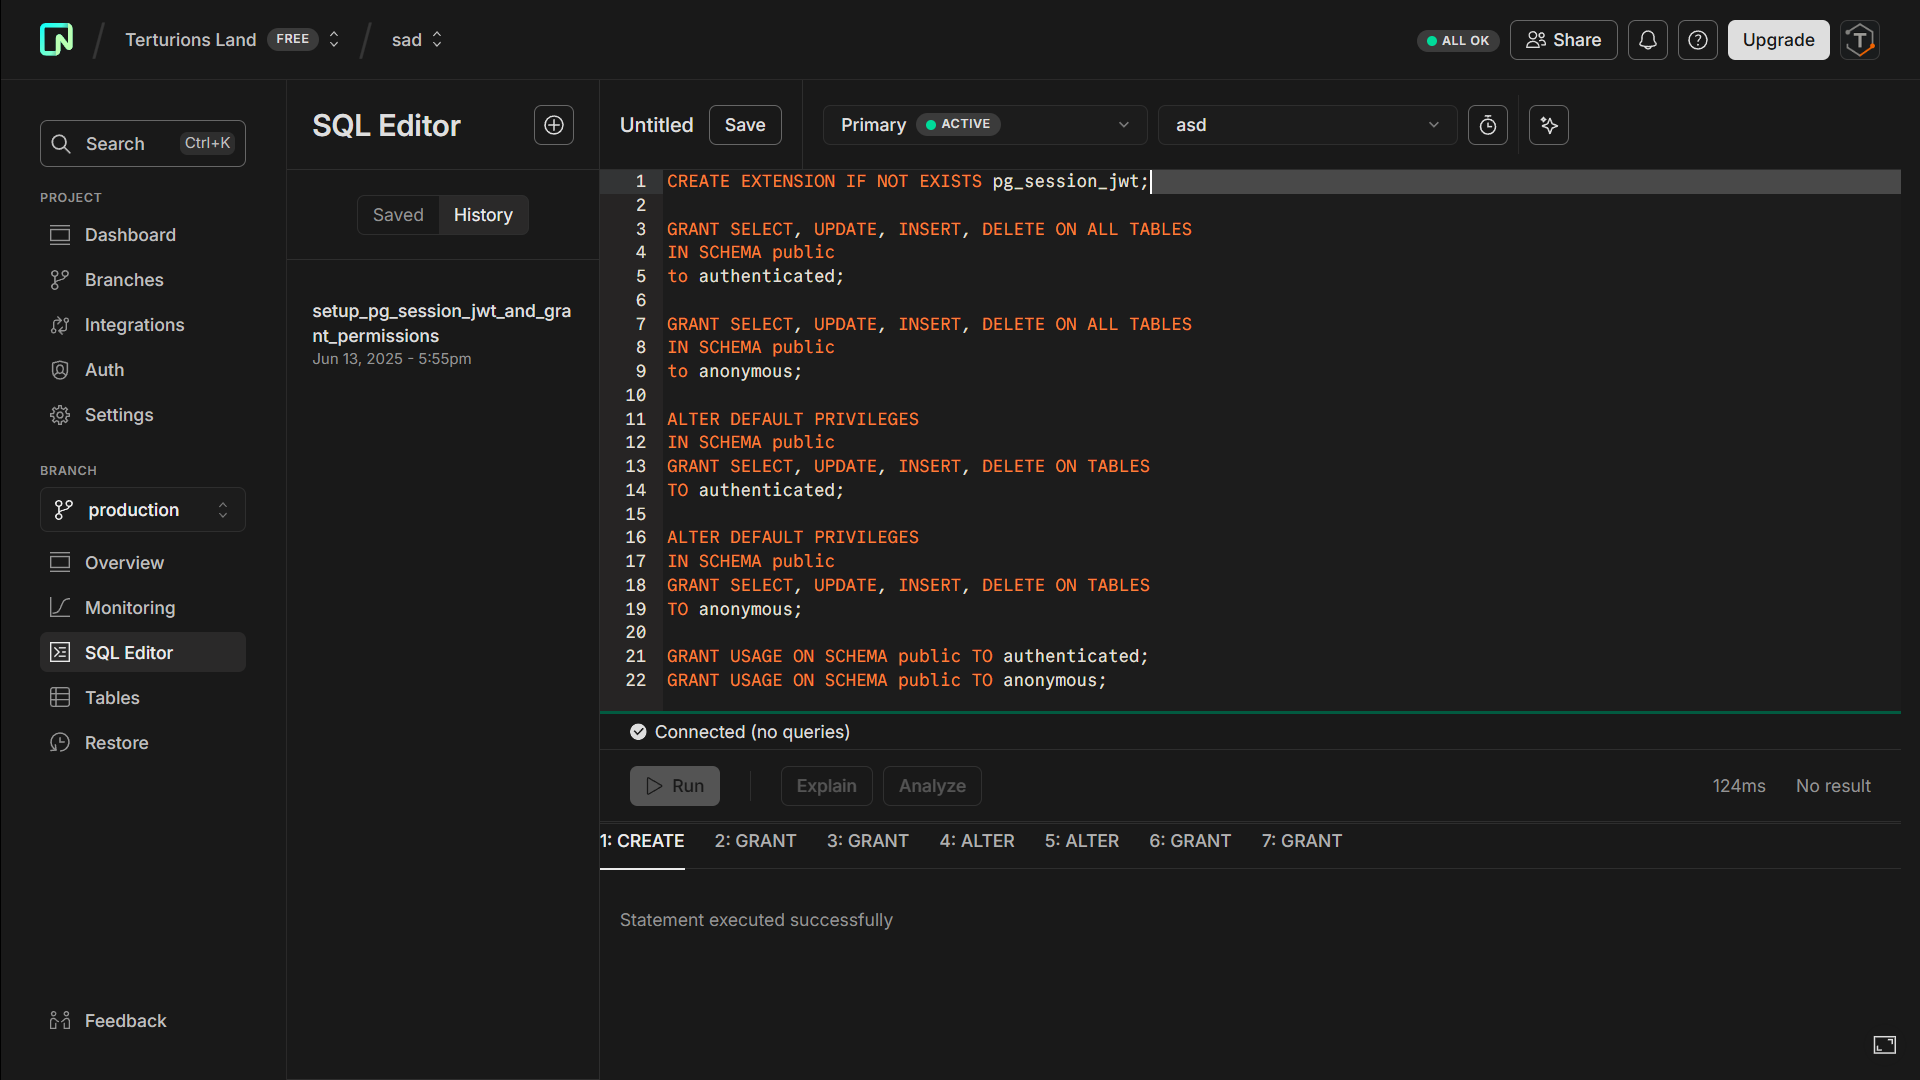 Terturions Land FREE sad
ALL OK Share Upgrade
Search Ctrl+K
PROJECT
Dashboard
Branches
Integrations
Auth
Settings
BRANCH
production
Overview
Monitoring
SQL Editor
Tables
Restore
Feedback
SQL Editor
Saved History
setup_pg_session_jwt_and_gra
nt_permissions
Jun 13, 2025 - 5:55pm
Untitled Save Primary ACTIVE asd
1 CREATE EXTENSION IF NOT EXISTS pg_session_jwt;
2
3 GRANT SELECT, UPDATE, INSERT, DELETE ON ALL TABLES
4 IN SCHEMA public
5 to authenticated;
6
7 GRANT SELECT, UPDATE, INSERT, DELETE ON ALL TABLES
8 IN SCHEMA public
9 to anonymous;
10
11 ALTER DEFAULT PRIVILEGES
12 IN SCHEMA public
13 GRANT SELECT, UPDATE, INSERT, DELETE ON TABLES
14 TO authenticated;
15
16 ALTER DEFAULT PRIVILEGES
17 IN SCHEMA public
18 GRANT SELECT, UPDATE, INSERT, DELETE ON TABLES
19 TO anonymous;
20
21 GRANT USAGE ON SCHEMA public TO authenticated;
22 GRANT USAGE ON SCHEMA public TO anonymous;
Connected (no queries)
Run Explain Analyze 124ms No result
1: CREATE 2: GRANT 3: GRANT 4: ALTER 5: ALTER 6: GRANT 7: GRANT
Statement executed successfully